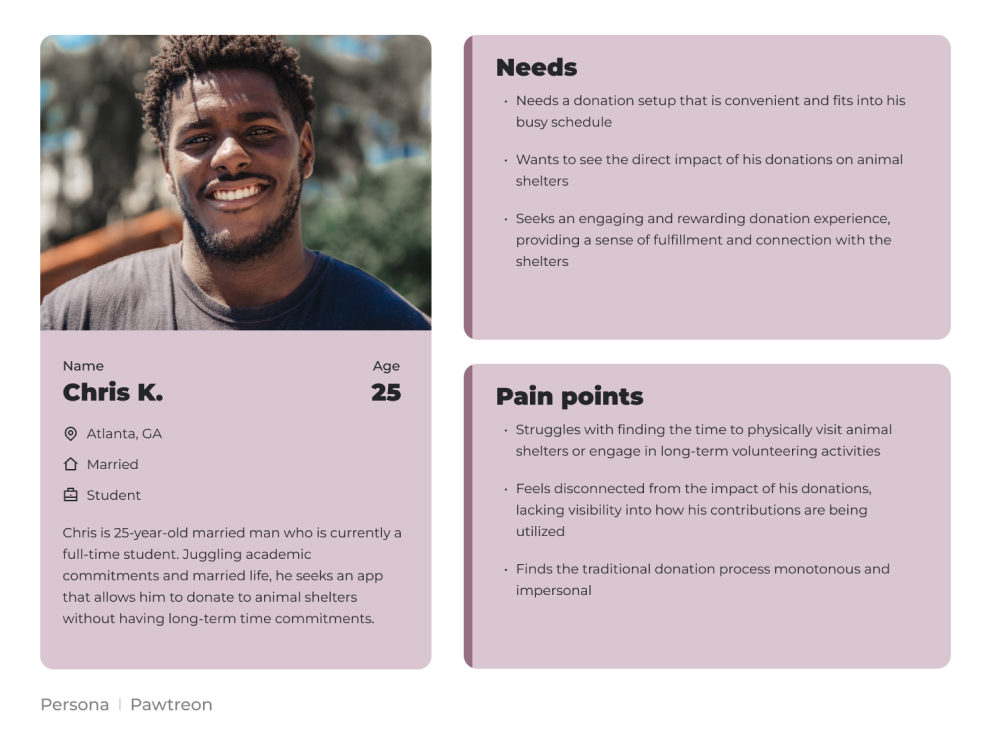 Name
Age
Chris K.
25
Atlanta, GA
Married
Student
Chris is 25-year-old married man who is currently a
full-time student. Juggling academic
commitments and married life, he seeks an app
that allows him to donate to animal shelters
without having long-term time commitments.
Needs
• Needs a donation setup that is convenient and fits into his
busy schedule
• Wants to see the direct impact of his donations on animal
shelters
• Seeks an engaging and rewarding donation experience,
providing a sense of fulfillment and connection with the
shelters
Pain points
• Struggles with finding the time to physically visit animal
shelters or engage in long-term volunteering activities
• Feels disconnected from the impact of his donations,
lacking visibility into how his contributions are being
utilized
• Finds the traditional donation process monotonous and
impersonal
Persona | Pawtreon